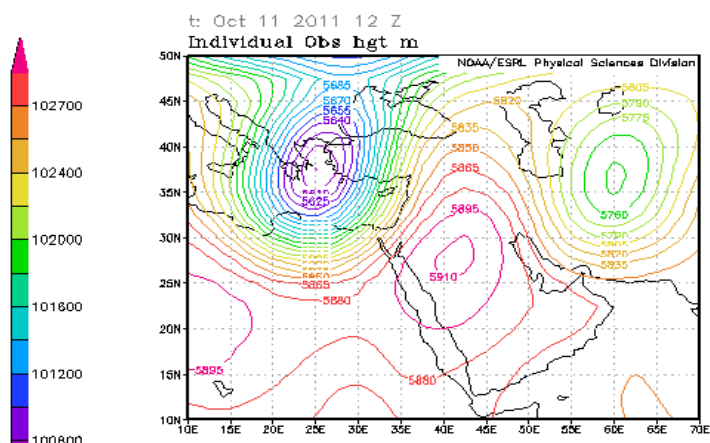 t: Oct 11 2011 12 Z
Individual Obs hgt m
NOAA/ESRL Physical Sciences Division
50N
45N
40N
35N
30N
25N
20N
15N
10N
10E 15E 20E 25E 30E 35E 40E 45E 50E 55E 60E 65E 70E
102700
102400
102000
101600
101200
100800
5685
5670
5655
5640
5625
5820
5835
5850
5865
5895
5910
5805
5790
5775
5760
5820
5835
5880
5895
5880